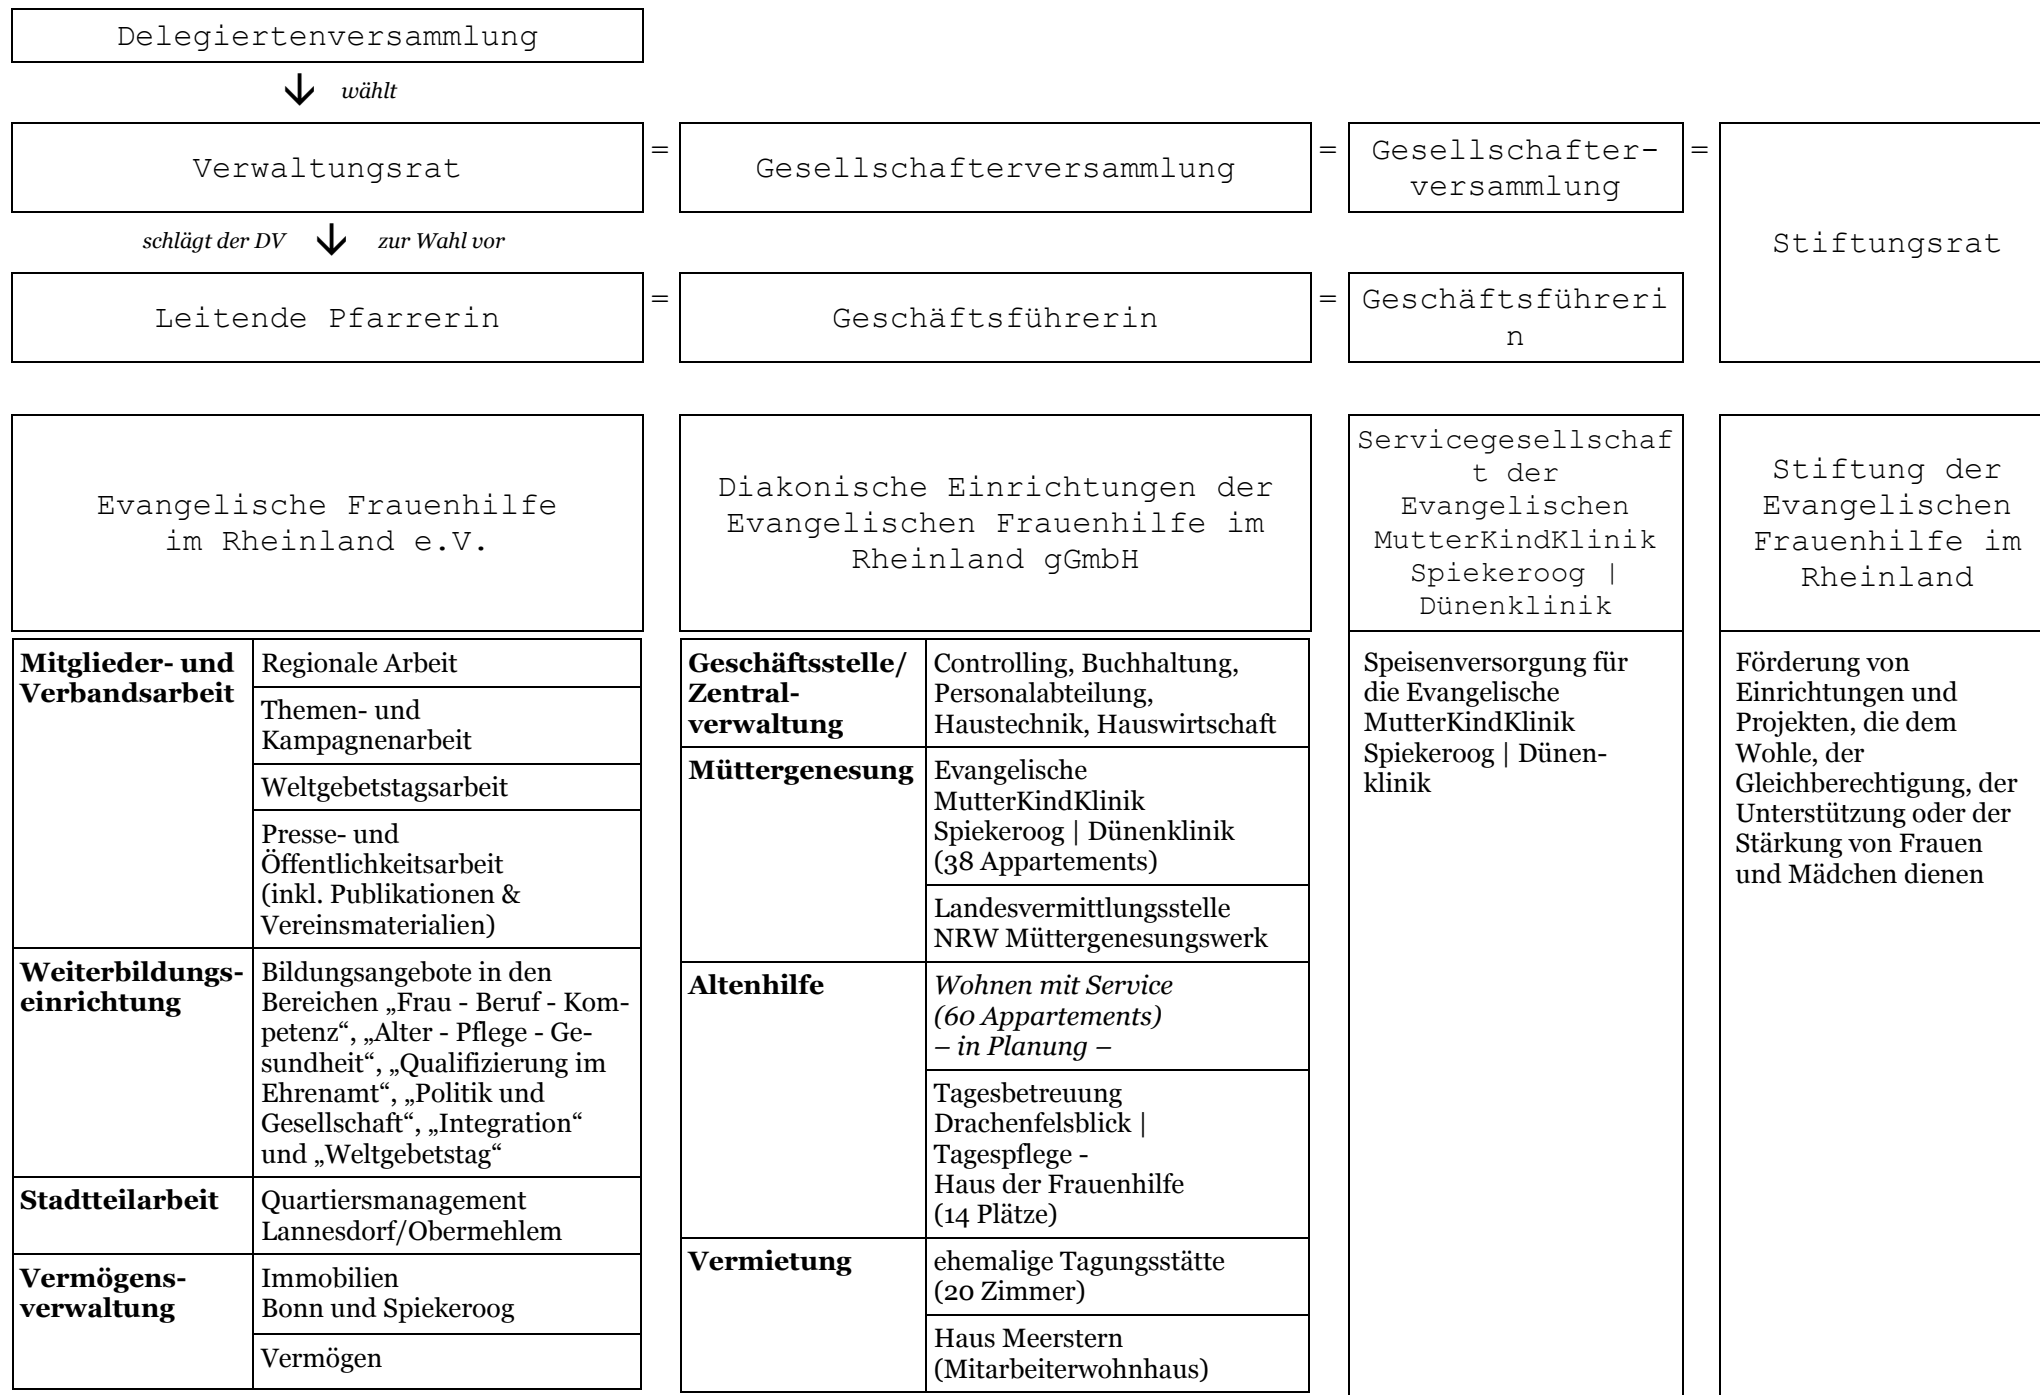 Delegiertenversammlung
↓ wählt
Verwaltungsrat
=
Gesellschafterversammlung
=
Gesellschafter-
versammlung
=
Stiftungsrat
schlägt der DV ↓ zur Wahl vor
Leitende Pfarrerin
=
Geschäftsführerin
=
Geschäftsführeri
n
Evangelische Frauenhilfe
im Rheinland e.V.
Mitglieder- und
Verbandsarbeit
Regionale Arbeit
Themen- und
Kampagnenarbeit
Weltgebetstagsarbeit
Presse- und
Öffentlichkeitsarbeit
(inkl. Publikationen &
Vereinsmaterialien)
Weiterbildungs-
einrichtung
Bildungsangebote in den
Bereichen „Frau - Beruf - Kom-
petenz“, „Alter - Pflege - Ge-
sundheit“, „Qualifizierung im
Ehrenamt“, „Politik und
Gesellschaft“, „Integration“
und „Weltgebetstag“
Stadtteilarbeit
Quartiersmanagement
Lannesdorf/Obermehlem
Vermögens-
verwaltung
Immobilien
Bonn und Spiekeroog
Vermögen
Diakonische Einrichtungen der
Evangelischen Frauenhilfe im
Rheinland gGmbH
Geschäftsstelle/
Zentral-
verwaltung
Controlling, Buchhaltung,
Personalabteilung,
Haustechnik, Hauswirtschaft
Müttergenesung
Evangelische
MutterKindKlinik
Spiekeroog | Dünenklinik
(38 Appartements)
Landesvermittlungsstelle
NRW Müttergenesungswerk
Altenhilfe
Wohnen mit Service
(60 Appartements)
– in Planung –
Tagesbetreuung
Drachenfelsblick |
Tagespflege -
Haus der Frauenhilfe
(14 Plätze)
Vermietung
ehemalige Tagungsstätte
(20 Zimmer)
Haus Meerstern
(Mitarbeiterwohnhaus)
Servicegesellschaf
t der
Evangelischen
MutterKindKlinik
Spiekeroog |
Dünenklinik
Speisenversorgung für
die Evangelische
MutterKindKlinik
Spiekeroog | Dünen-
klinik
Stiftung der
Evangelischen
Frauenhilfe im
Rheinland
Förderung von
Einrichtungen und
Projekten, die dem
Wohle, der
Gleichberechtigung, der
Unterstützung oder der
Stärkung von Frauen
und Mädchen dienen